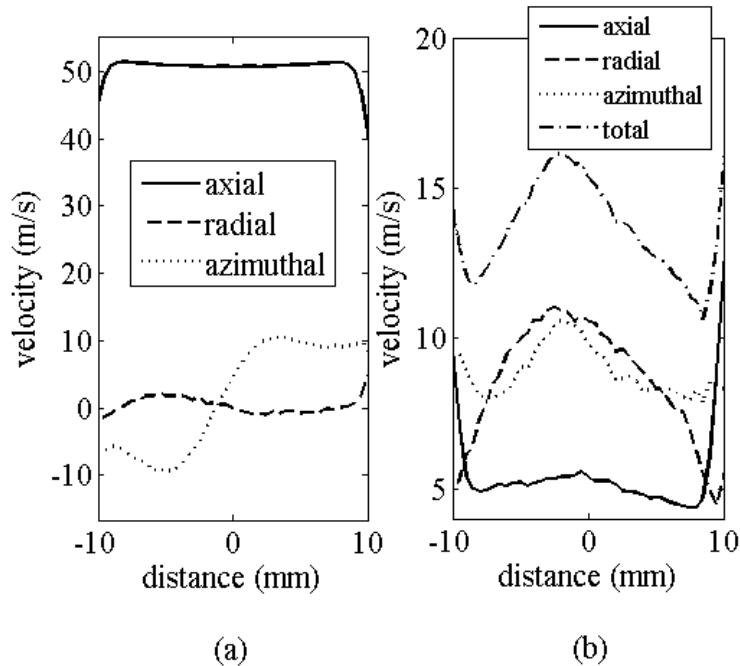 velocity (m/s)
50
40
30
20
10
0
-10
axial
radial
azimuthal
-10
0
10
distance (mm)
(a)
velocity (m/s)
20
15
10
5
axial
radial
azimuthal
total
-10
0
10
distance (mm)
(b)